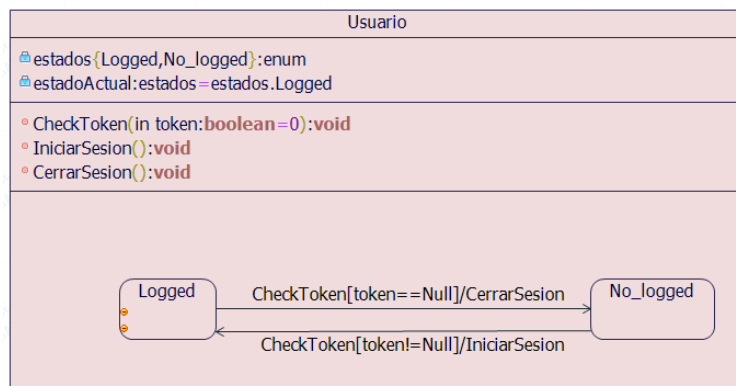 Usuario
estados{Logged,No_logged}:enum
estadoActual:estados=estados.Logged
CheckToken(in token:boolean=0):void
IniciarSesion():void
CerrarSesion():void
Logged
CheckToken[token==Null]/CerrarSesion
No_logged
CheckToken[token!=Null]/IniciarSesion